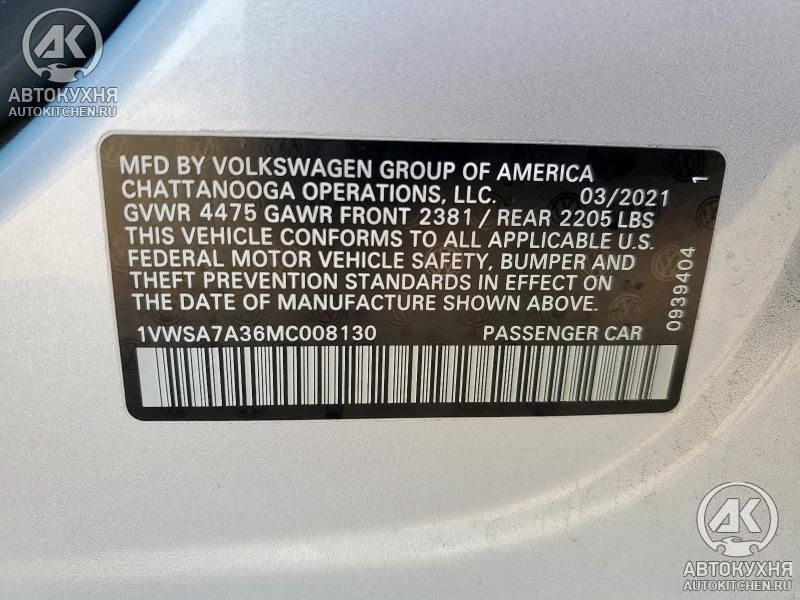 АК
АВТОКУХНЯ
AUTOKITCHEN.RU
MFD BY VOLKSWAGEN GROUP OF AMERICA
CHATTANOOGA OPERATIONS, LLC. 03/2021
GVWR 4475 GAWR FRONT 2381 / REAR 2205 LBS
THIS VEHICLE CONFORMS TO ALL APPLICABLE U.S.
FEDERAL MOTOR VEHICLE SAFETY, BUMPER AND
THEFT PREVENTION STANDARDS IN EFFECT ON
THE DATE OF MANUFACTURE SHOWN ABOVE.
1VWSA7A36MC008130 PASSENGER CAR
1
0939404
АК
АВТОКУХНЯ
AUTOKITCHEN.RU